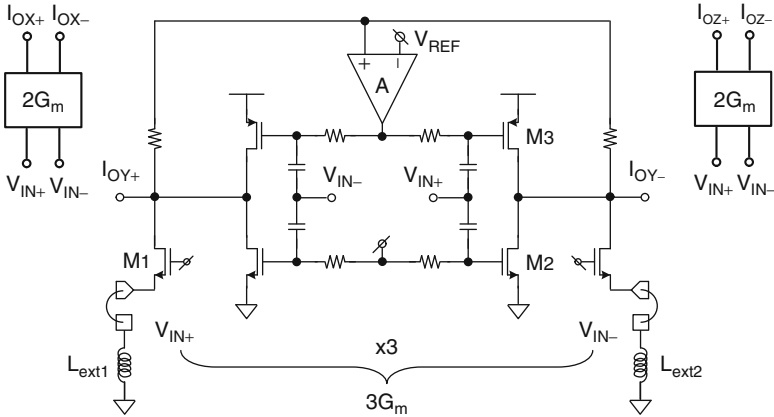 I_OX+ I_OX–
2G_m
V_IN+ V_IN–
V_REF
+ –
A
I_OZ+ I_OZ–
2G_m
V_IN+ V_IN–
M3
I_OY+
V_IN– V_IN+
I_OY–
M1
M2
V_IN+
x3
V_IN–
L_ext1
3G_m
L_ext2